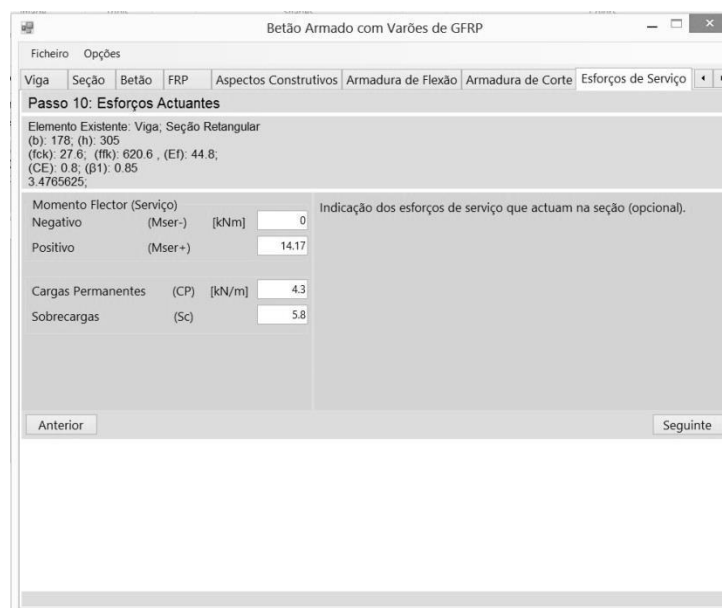 Betão Armado com Varões de GFRP
Ficheiro Opções
Viga Seção Betão FRP Aspectos Construtivos Armadura de Flexão Armadura de Corte Esforços de Serviço
Passo 10: Esforços Actuantes
Elemento Existente: Viga; Seção Retangular
(b): 178; (h): 305
(fck): 27.6; (ffk): 620.6 , (Ef): 44.8;
(CE): 0.8; (β1): 0.85
3.4765625;
Momento Flector (Serviço)
Negativo (Mser-) [kNm] 0
Positivo (Mser+) 14.17
Cargas Permanentes (CP) [kN/m] 4.3
Sobrecargas (Sc) 5.8
Indicação dos esforços de serviço que actuam na seção (opcional).
Anterior Seguinte